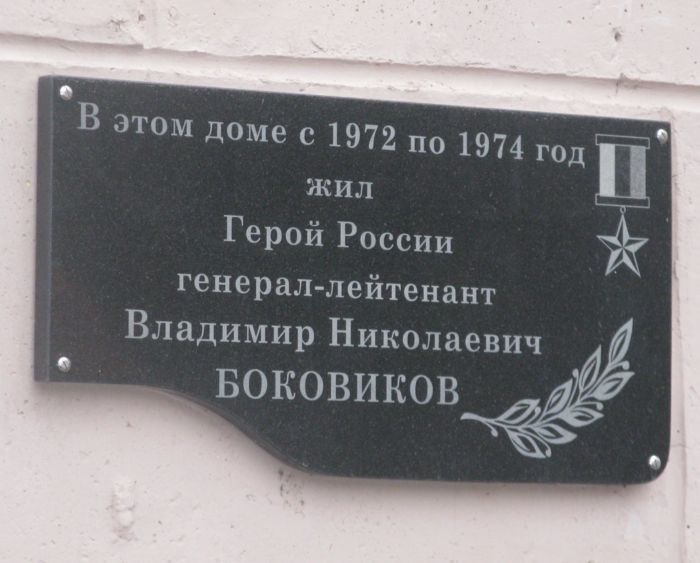 В этом доме с 1972 по 1974 год
жил
Герой России
генерал-лейтенант
Владимир Николаевич
БОКОВИКОВ